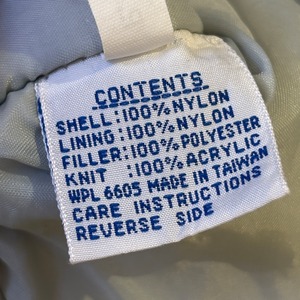 CONTENTS
SHELL:100%NYLON
LINING:100%NYLON
FILLER:100%POLYESTER
KNIT :100%ACRYLIC
WPL 6605 MADE IN TAIWAN
CARE INSTRUCTIONS
REVERSE SIDE